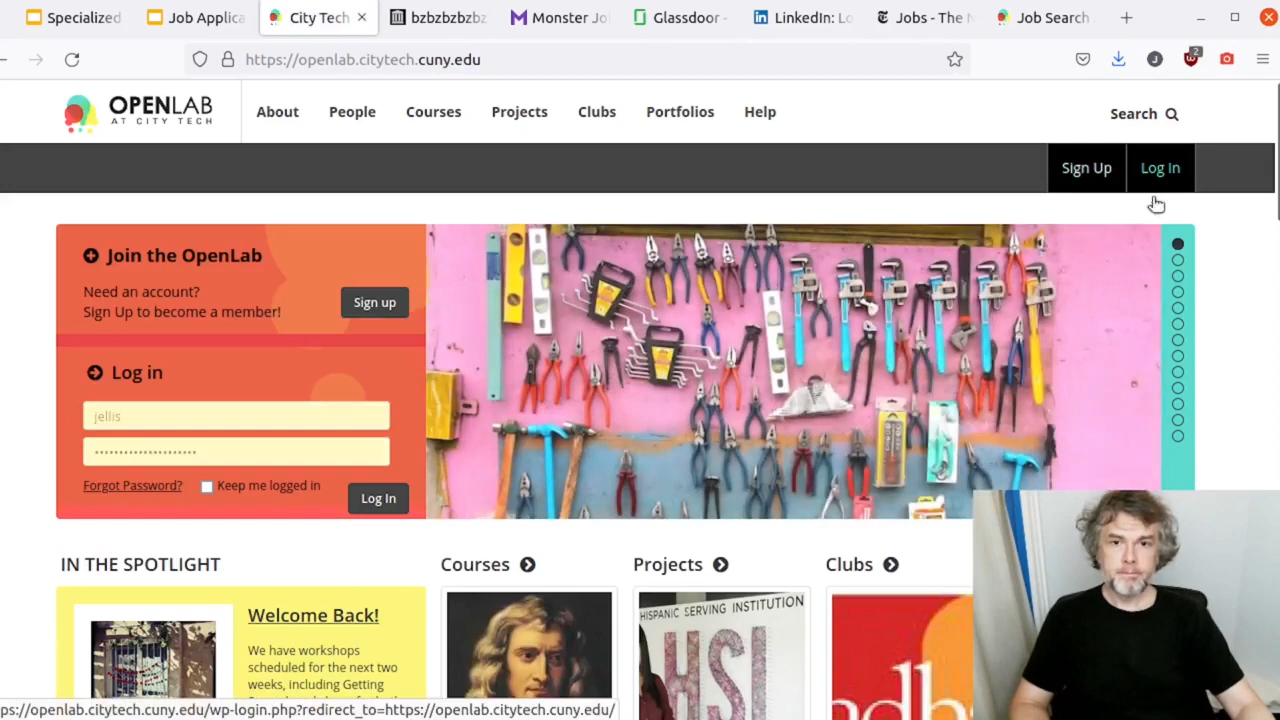 Specialized
Job Applica
City Tech
bzbzbzbzbz
Monster Jo
Glassdoor -
LinkedIn: Lo
Jobs - The N
Job Search
https://openlab.citytech.cuny.edu
J
2
OPENLAB
AT CITY TECH
About
People
Courses
Projects
Clubs
Portfolios
Help
Search
Sign Up
Log In
Join the OpenLab
Need an account?
Sign Up to become a member!
Sign up
Log in
jellis
Forgot Password?
Keep me logged in
Log In
IN THE SPOTLIGHT
Welcome Back!
We have workshops
scheduled for the next two
weeks, including Getting
Courses
Projects
HISPANIC SERVING INSTITUTION
HSI
Clubs
ndb
ps://openlab.citytech.cuny.edu/wp-login.php?redirect_to=https://openlab.citytech.cuny.edu/